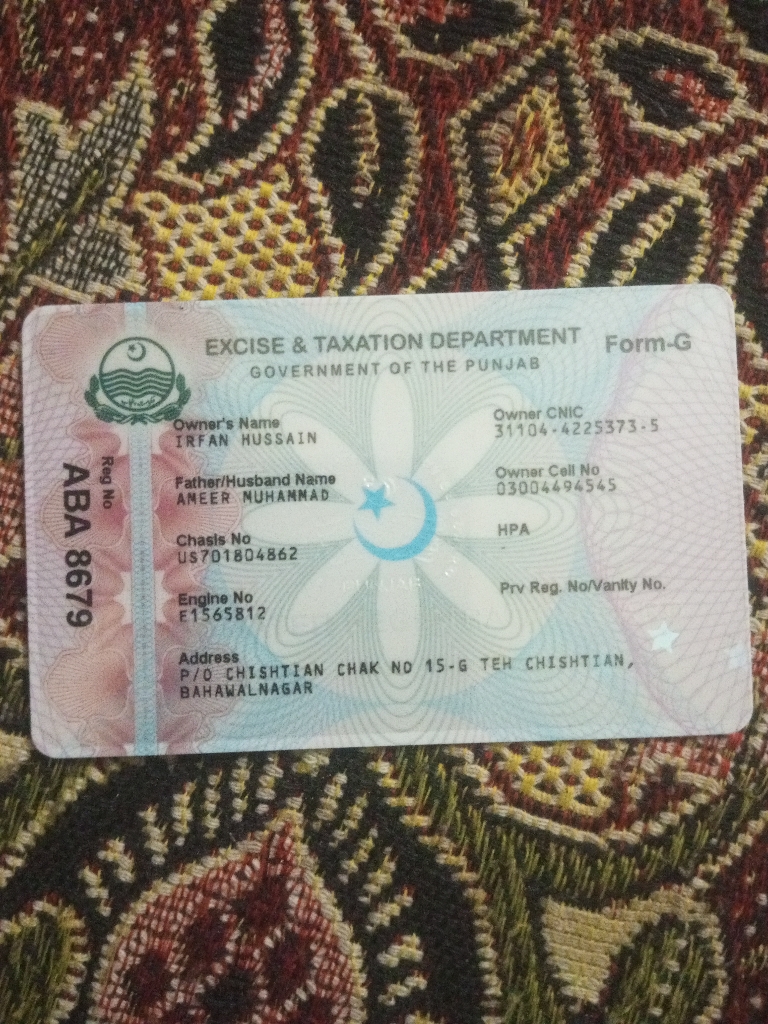 EXCISE & TAXATION DEPARTMENT
Form-G
GOVERNMENT OF THE PUNJAB
Reg No
ABA 8679
Owner's Name
IRFAN HUSSAIN
Father/Husband Name
AMEER MUHAMMAD
Chasis No
US701804862
Engine No
F1565812
Address
P/O CHISHTIAN CHAK NO 15-G TEH CHISHTIAN,
BAHAWALNAGAR
Owner CNIC
31104-4225373-5
Owner Cell No
03004494545
HPA
-
Prv Reg. No/Vanity No.